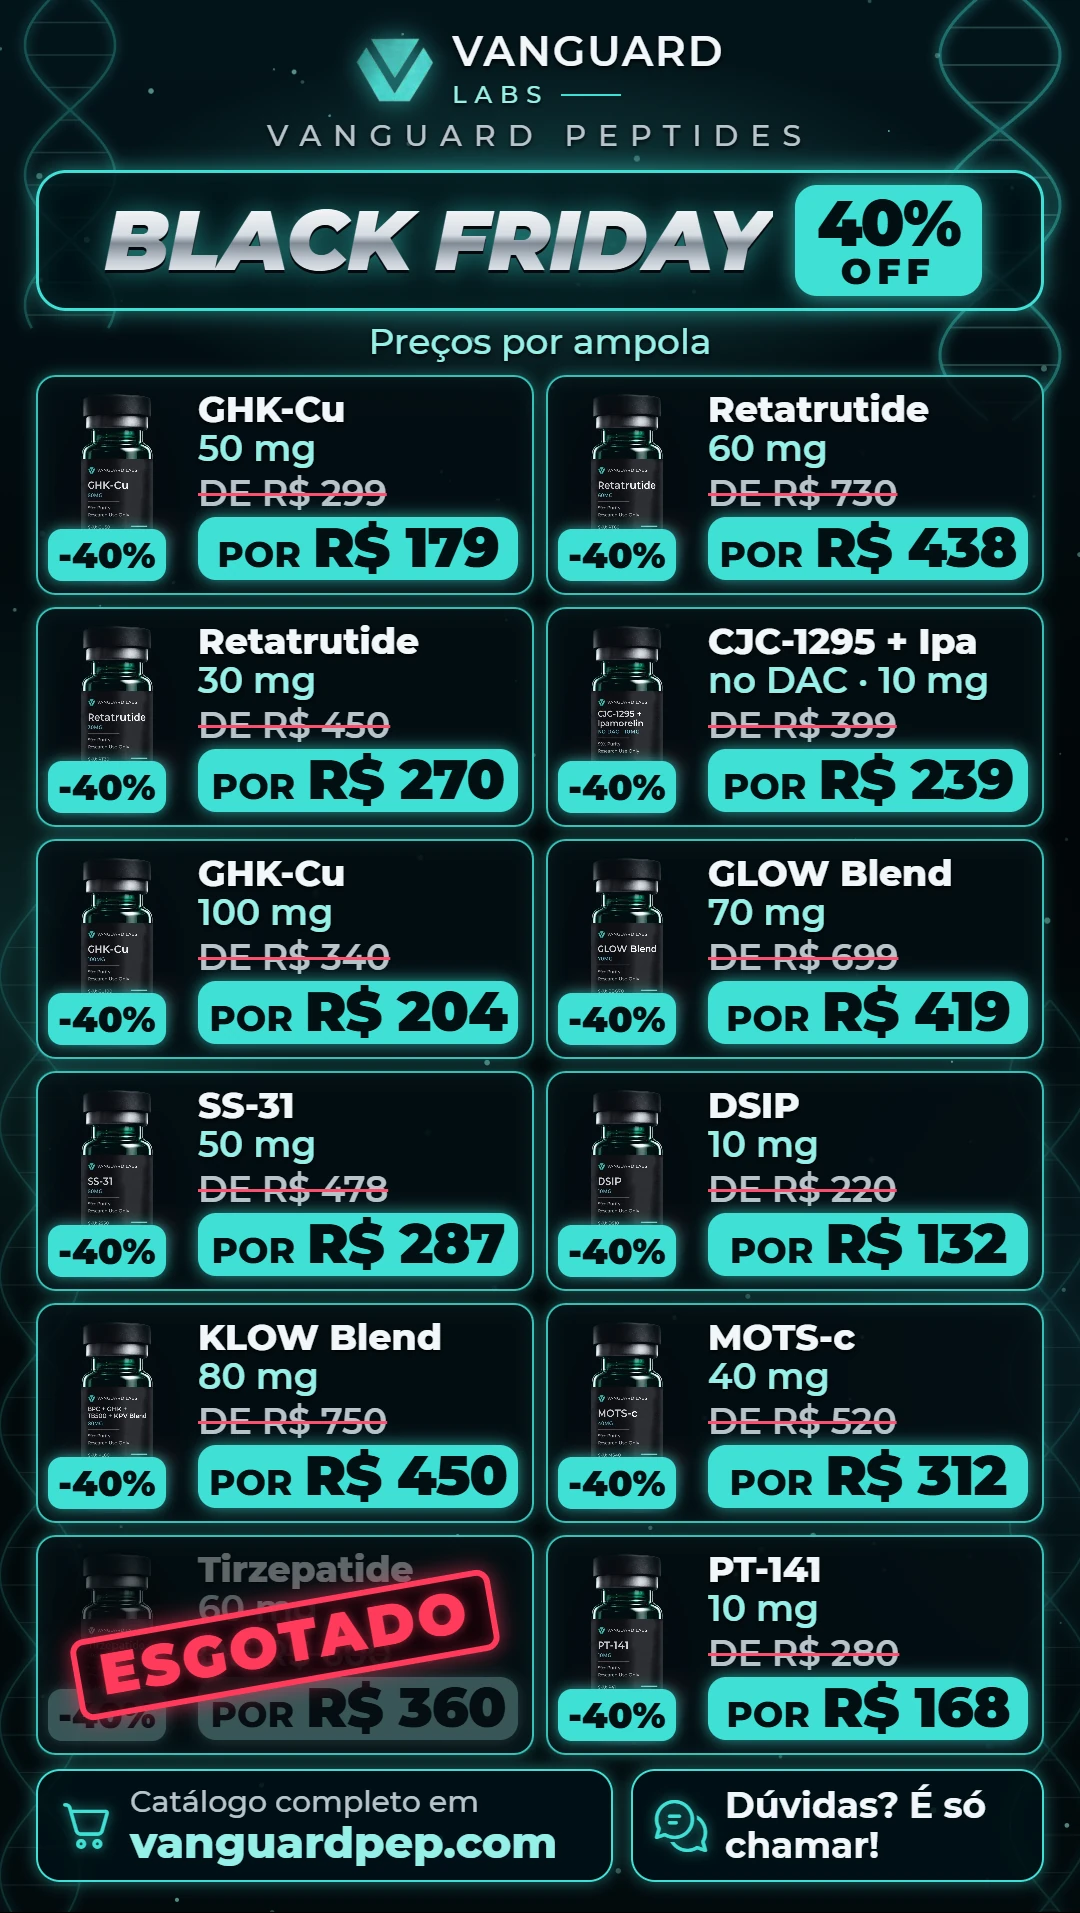 VANGUARD
LABS
VANGUARD PEPTIDES
BLACK FRIDAY
40%
OFF
Preços por ampola
GHK-Cu
50 mg
DE R$ 299
-40%
POR R$ 179
Retatrutide
60 mg
DE R$ 730
-40%
POR R$ 438
Retatrutide
30 mg
DE R$ 450
-40%
POR R$ 270
CJC-1295 + Ipa
no DAC · 10 mg
DE R$ 399
-40%
POR R$ 239
GHK-Cu
100 mg
DE R$ 340
-40%
POR R$ 204
GLOW Blend
70 mg
DE R$ 699
-40%
POR R$ 419
SS-31
50 mg
DE R$ 478
-40%
POR R$ 287
DSIP
10 mg
DE R$ 220
-40%
POR R$ 132
KLOW Blend
80 mg
DE R$ 750
-40%
POR R$ 450
MOTS-c
40 mg
DE R$ 520
-40%
POR R$ 312
Tirzepatide
60 mg
ESGOTADO
-40%
POR R$ 360
PT-141
10 mg
DE R$ 280
-40%
POR R$ 168
Catálogo completo em
vanguardpep.com
Dúvidas? É só
chamar!